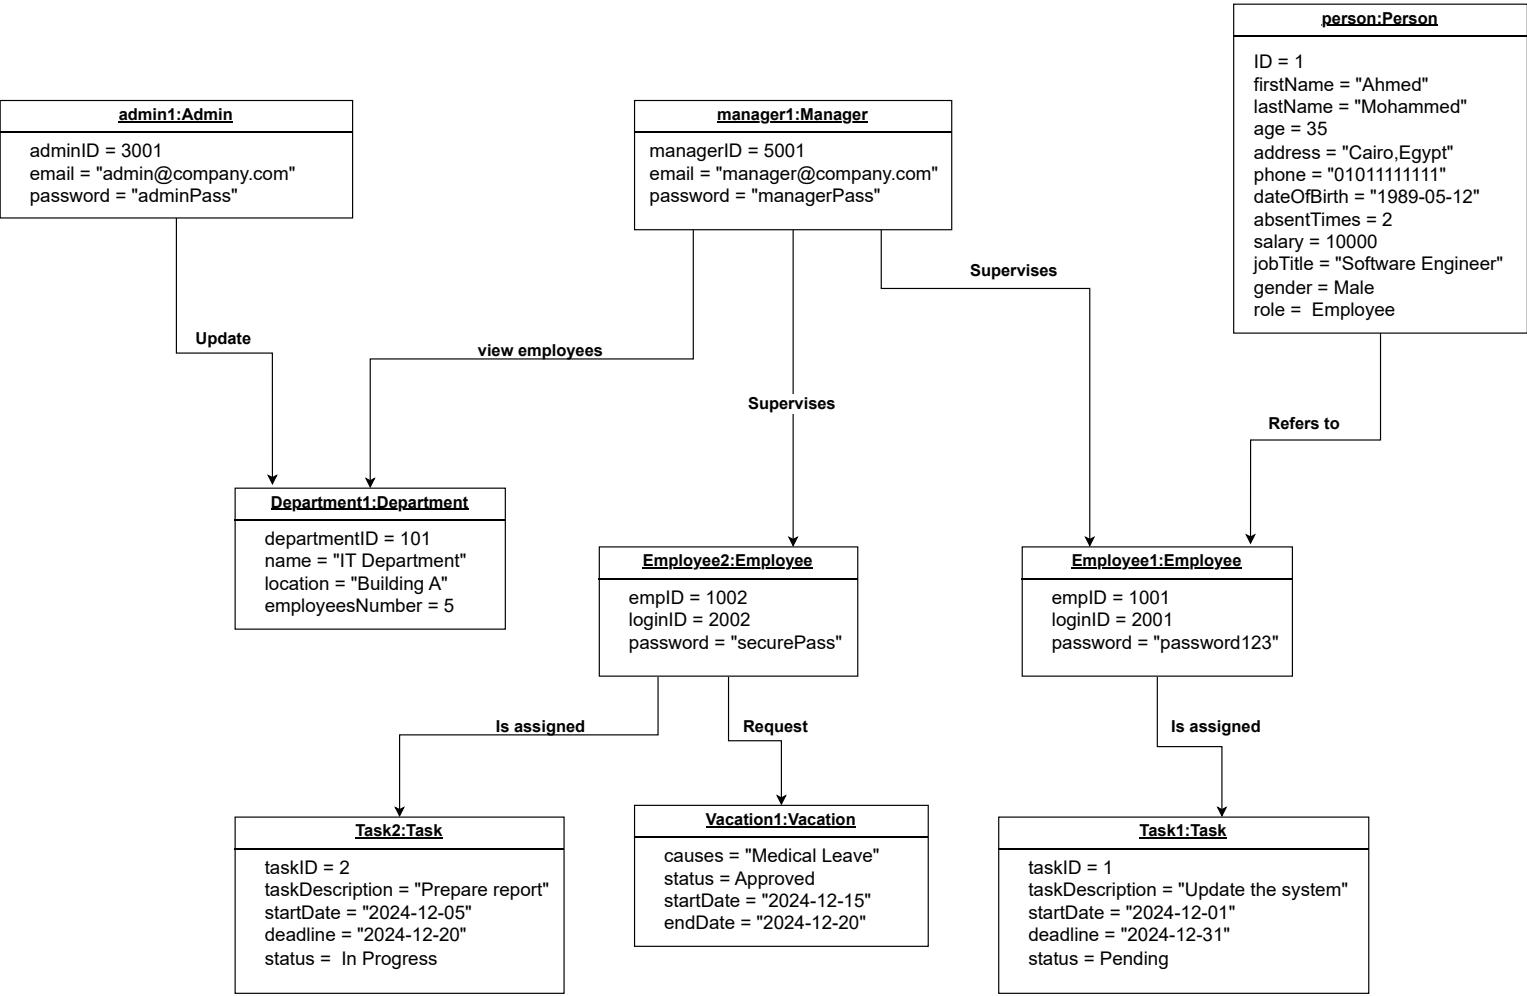 person:Person
ID = 1
firstName = "Ahmed"
lastName = "Mohammed"
age = 35
address = "Cairo,Egypt"
phone = "01011111111"
dateOfBirth = "1989-05-12"
absentTimes = 2
salary = 10000
jobTitle = "Software Engineer"
gender = Male
role =  Employee
admin1:Admin
adminID = 3001
email = "admin@company.com"
password = "adminPass"
manager1:Manager
managerID = 5001
email = "manager@company.com"
password = "managerPass"
Supervises
Update
view employees
Supervises
Refers to
Department1:Department
departmentID = 101
name = "IT Department"
location = "Building A"
employeesNumber = 5
Employee2:Employee
empID = 1002
loginID = 2002
password = "securePass"
Employee1:Employee
empID = 1001
loginID = 2001
password = "password123"
Is assigned
Request
Is assigned
Task2:Task
taskID = 2
taskDescription = "Prepare report"
startDate = "2024-12-05"
deadline = "2024-12-20"
status =  In Progress
Vacation1:Vacation
causes = "Medical Leave"
status = Approved
startDate = "2024-12-15"
endDate = "2024-12-20"
Task1:Task
taskID = 1
taskDescription = "Update the system"
startDate = "2024-12-01"
deadline = "2024-12-31"
status = Pending